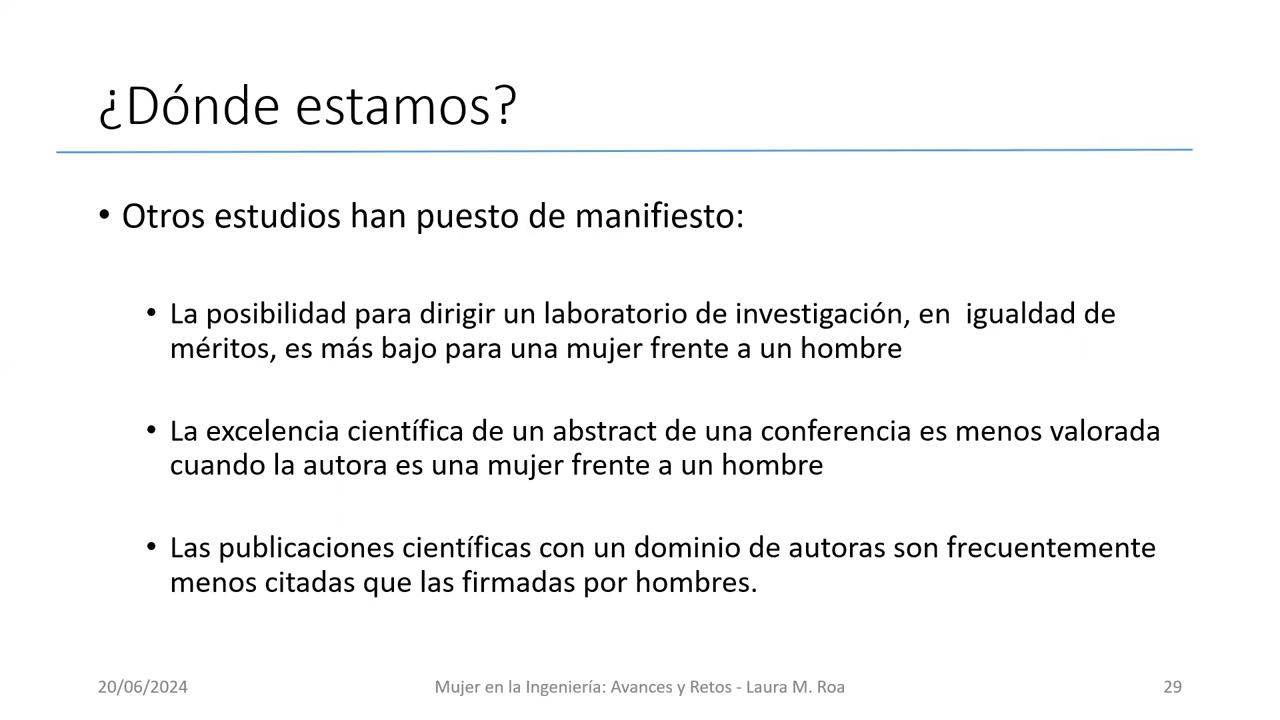 ¿Dónde estamos?
• Otros estudios han puesto de manifiesto:
• La posibilidad para dirigir un laboratorio de investigación, en  igualdad de
méritos, es más bajo para una mujer frente a un hombre
• La excelencia científica de un abstract de una conferencia es menos valorada
cuando la autora es una mujer frente a un hombre
• Las publicaciones científicas con un dominio de autoras son frecuentemente
menos citadas que las firmadas por hombres.
20/06/2024
Mujer en la Ingeniería: Avances y Retos - Laura M. Roa
29